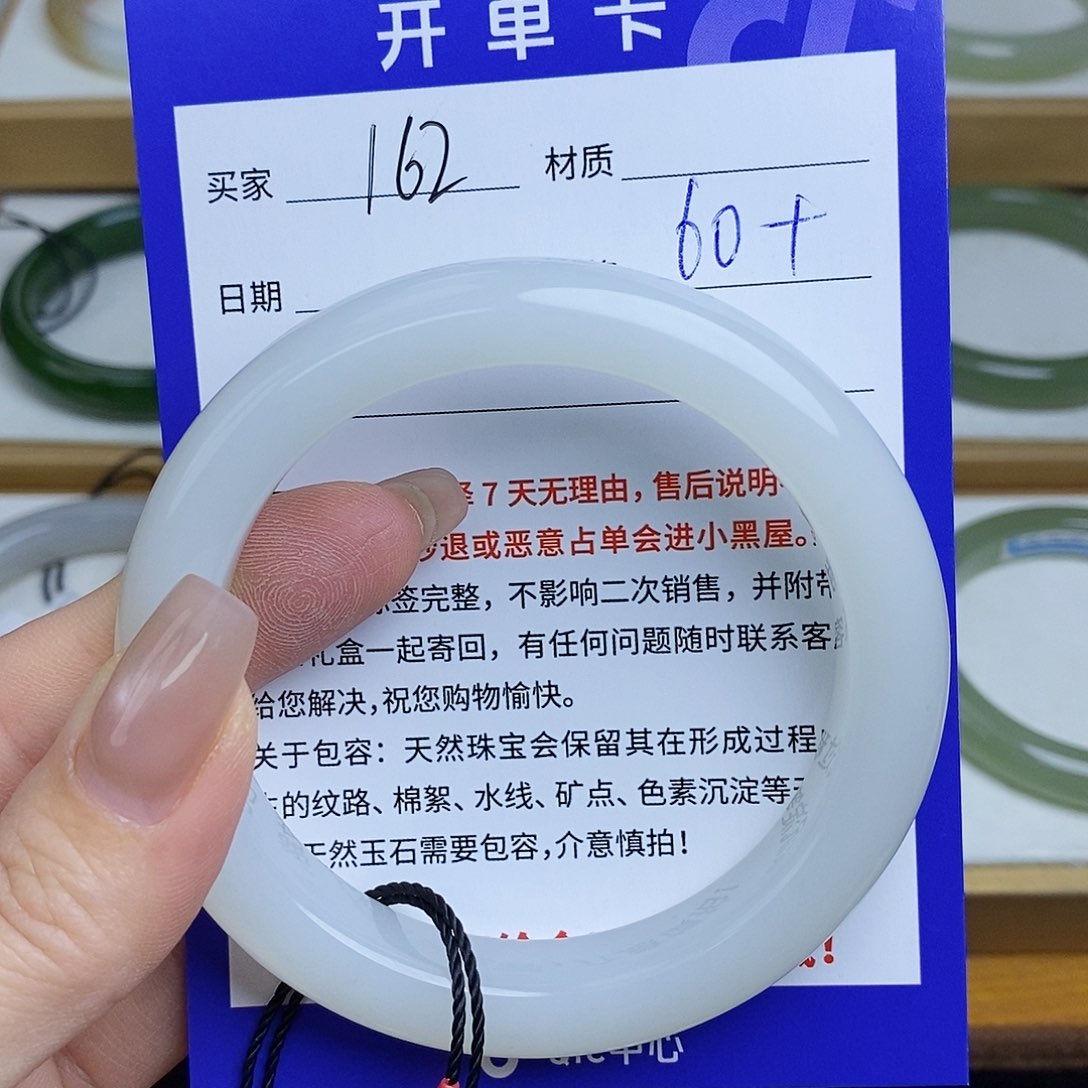 开单卡
买家 162 材质
60+
日期
7天无理由，售后说明
退或恶意占单会进小黑屋。
签完整，不影响二次销售，并附带
礼盒一起寄回，有任何问题随时联系客
给您解决，祝您购物愉快。
关于包容：天然珠宝会保留其在形成过程
的纹路、棉絮、水线、矿点、色素沉淀等
天然玉石需要包容，介意慎拍！
！
中心